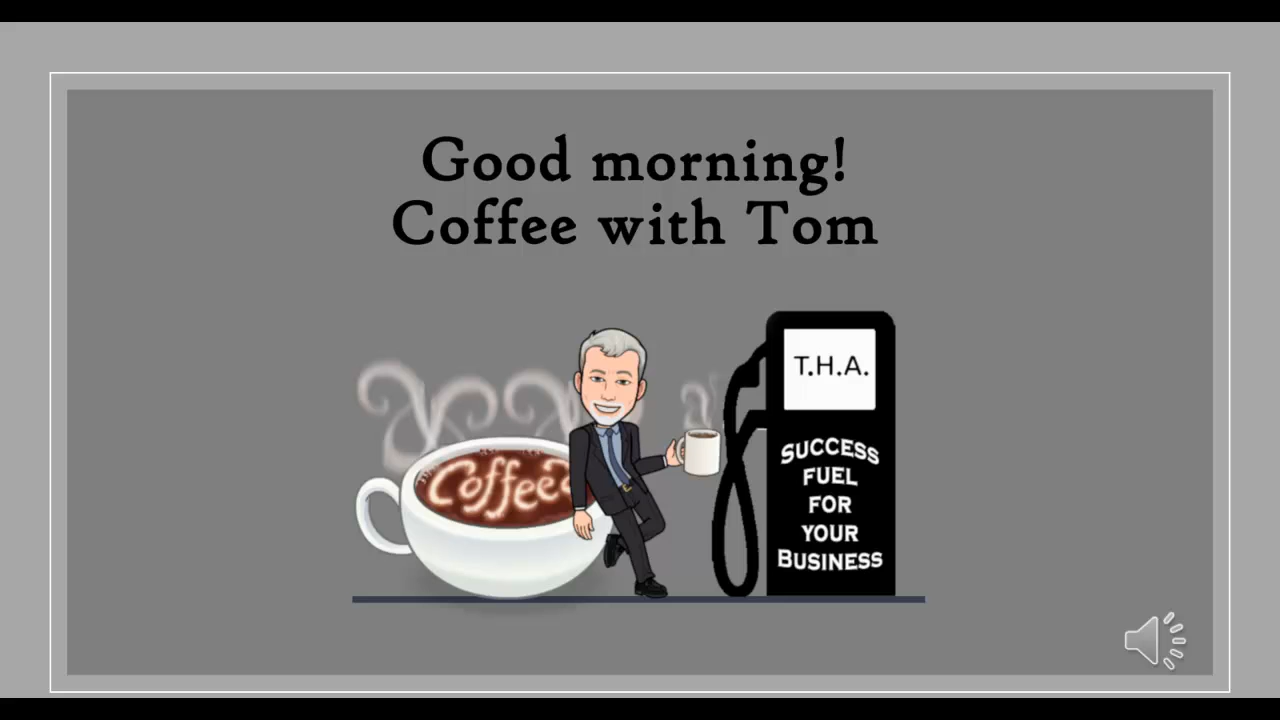 Good morning!
Coffee with Tom
Coffee
T.H.A.
SUCCESS
FUEL
FOR
YOUR
BUSINESS